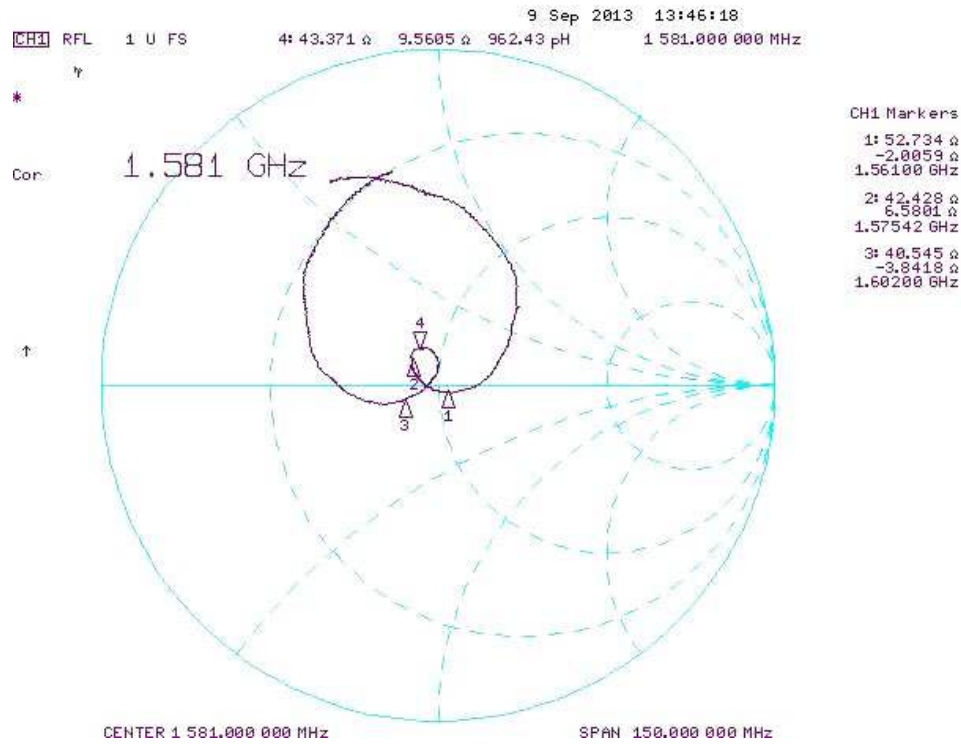 9 Sep 2013 13:46:18
CH1 RFL 1 U FS 4: 43.371 Ω 9.5605 Ω 962.43 pH 1 581.000 000 MHz
*
Cor
1.581 GHz
↑
CH1 Markers
1: 52.734 Ω
-2.0059 Ω
1.56100 GHz
2: 42.428 Ω
6.5801 Ω
1.57542 GHz
3: 40.545 Ω
-3.8418 Ω
1.60200 GHz
4
2
3
1
CENTER 1 581.000 000 MHz SPAN 150.000 000 MHz